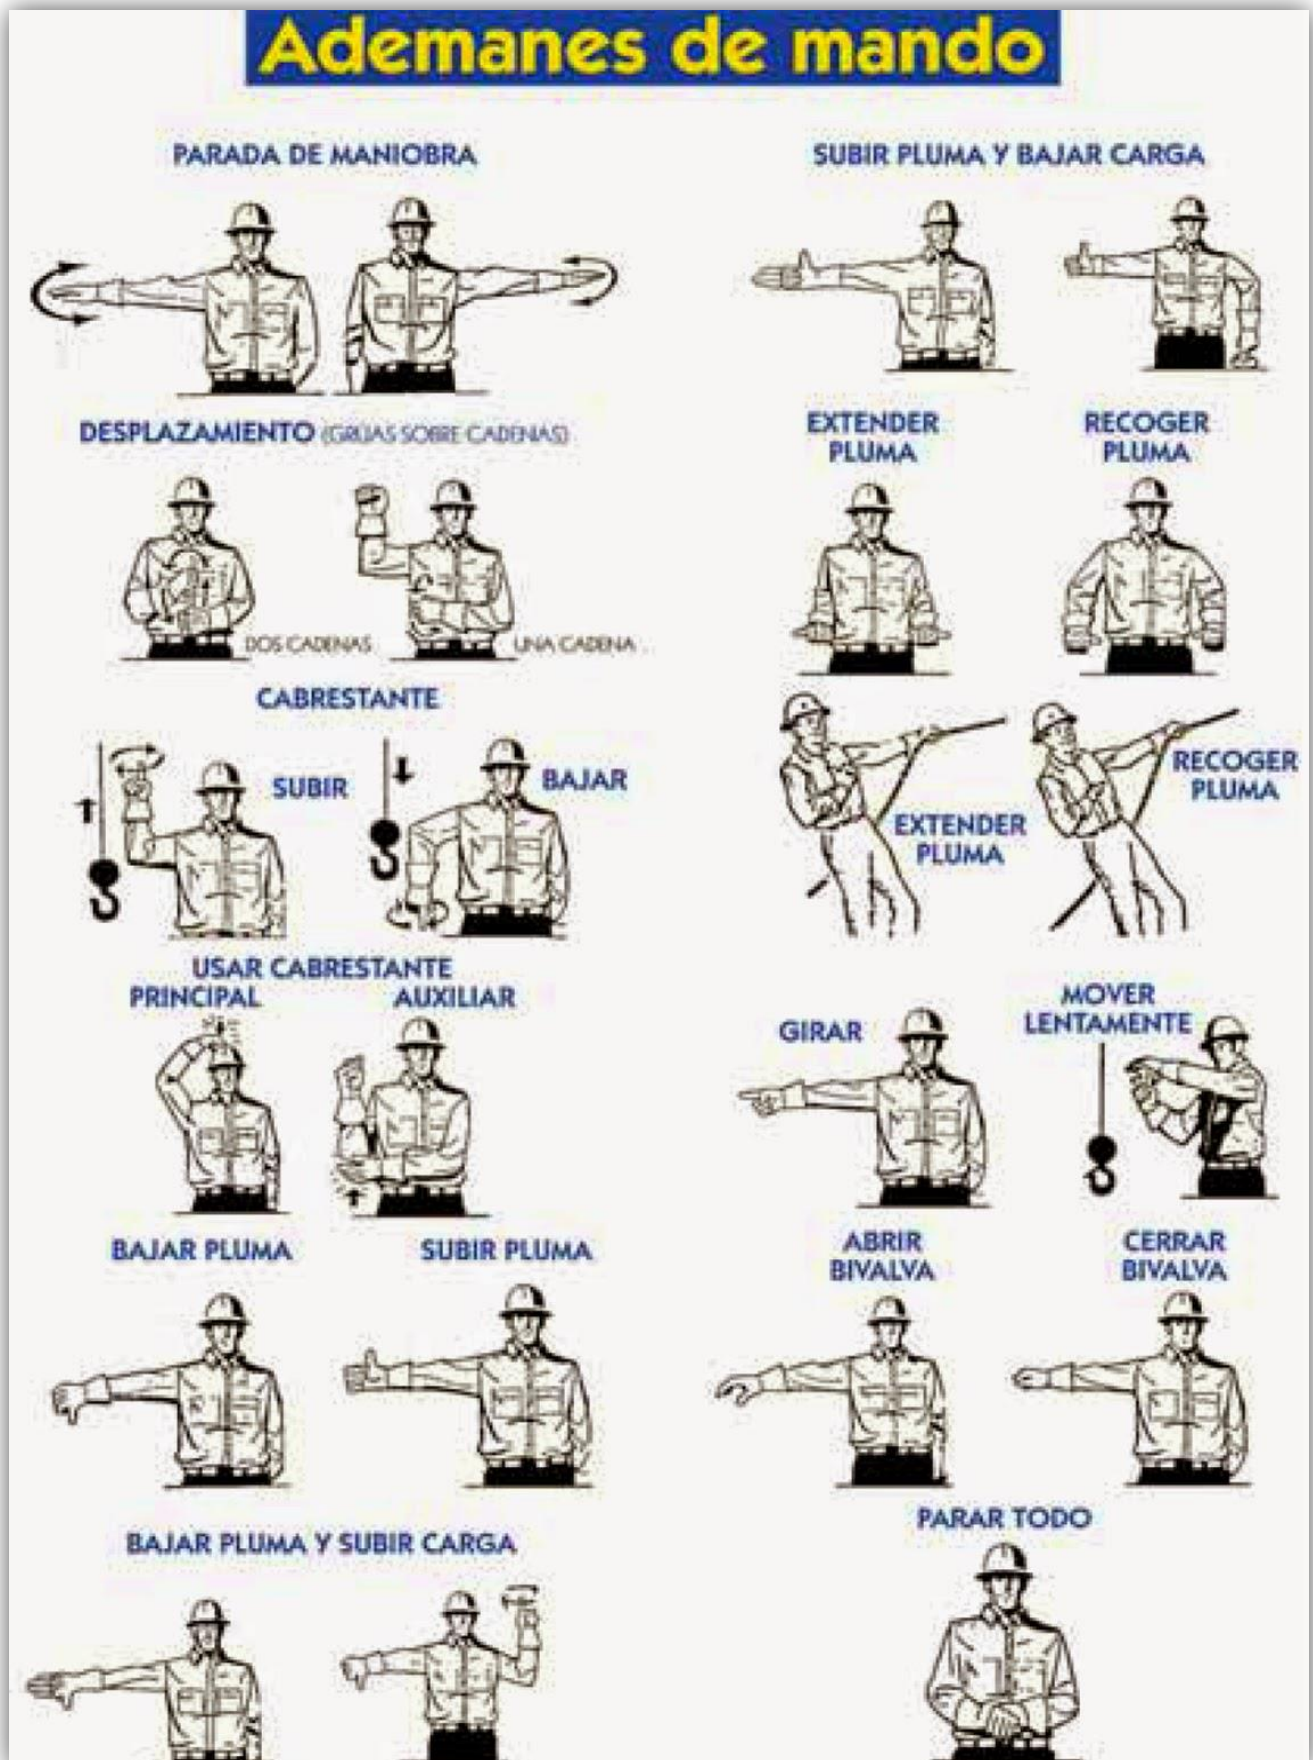 Ademanes de mando
PARADA DE MANIOBRA
DESPLAZAMIENTO (GRUAS SOBRE CADENAS)
DOS CADENAS
UNA CADENA
CABRESTANTE
SUBIR
BAJAR
USAR CABRESTANTE
PRINCIPAL
AUXILIAR
BAJAR PLUMA
SUBIR PLUMA
BAJAR PLUMA Y SUBIR CARGA
SUBIR PLUMA Y BAJAR CARGA
EXTENDER
PLUMA
RECOGER
PLUMA
EXTENDER
PLUMA
RECOGER
PLUMA
GIRAR
MOVER
LENTAMENTE
ABRIR
BIVALVA
CERRAR
BIVALVA
PARAR TODO